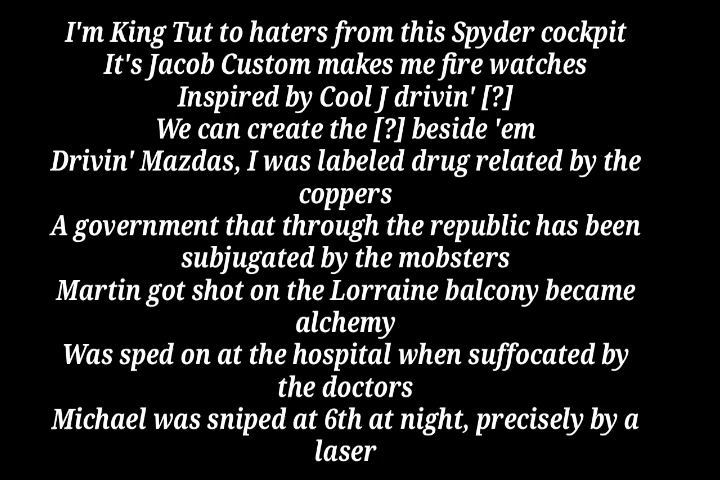 I'm King Tut to haters from this Spyder cockpit
It's Jacob Custom makes me fire watches
Inspired by Cool J drivin' [?]
We can create the [?] beside 'em
Drivin' Mazdas, I was labeled drug related by the
coppers
A government that through the republic has been
subjugated by the mobsters
Martin got shot on the Lorraine balcony became
alchemy
Was sped on at the hospital when suffocated by
the doctors
Michael was sniped at 6th at night, precisely by a
laser